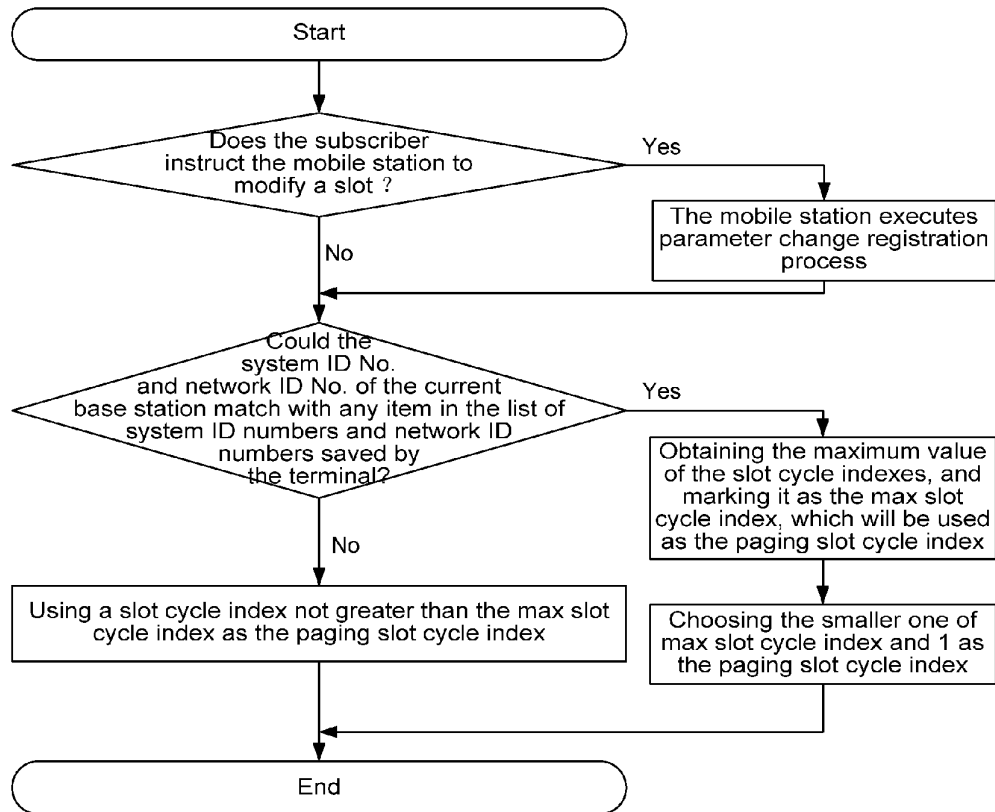 Start
Does the subscriber
instruct the mobile station to
modify a slot ?
Yes
The mobile station executes
parameter change registration
process
No
Could the
system ID No.
and network ID No. of the current
base station match with any item in the list of
system ID numbers and network ID
numbers saved by
the terminal?
Yes
Obtaining the maximum value
of the slot cycle indexes, and
marking it as the max slot
cycle index, which will be used
as the paging slot cycle index
No
Using a slot cycle index not greater than the max slot
cycle index as the paging slot cycle index
Choosing the smaller one of
max slot cycle index and 1 as
the paging slot cycle index
End